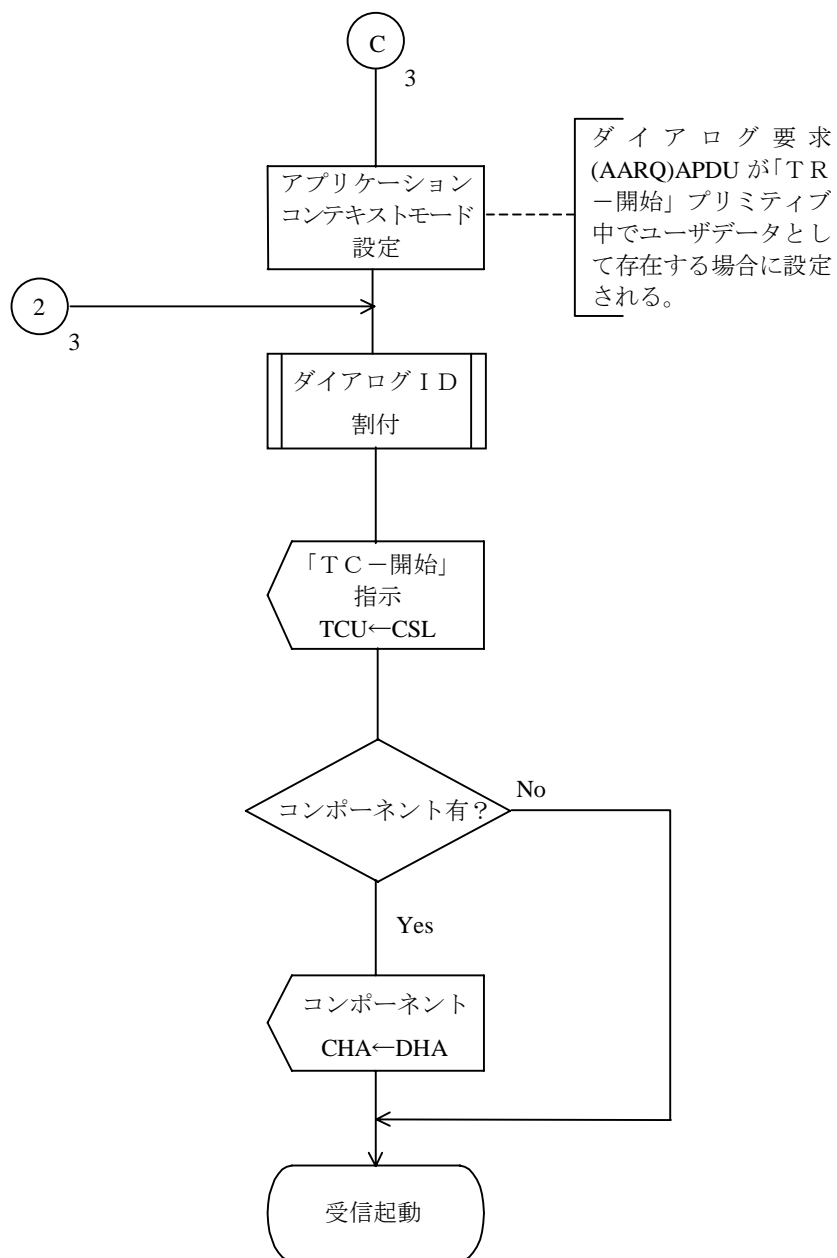 C
3
アプリケーション
コンテキストモード
設定
ダイアログ要求
(AARQ)APDU が「ＴＲ
－開始」プリミティブ
中でユーザデータとし
て存在する場合に設定
される。
2
3
ダイアログＩＤ
割付
「ＴＣ－開始」
指示
TCU←CSL
コンポーネント有？
No
Yes
コンポーネント
CHA←DHA
受信起動